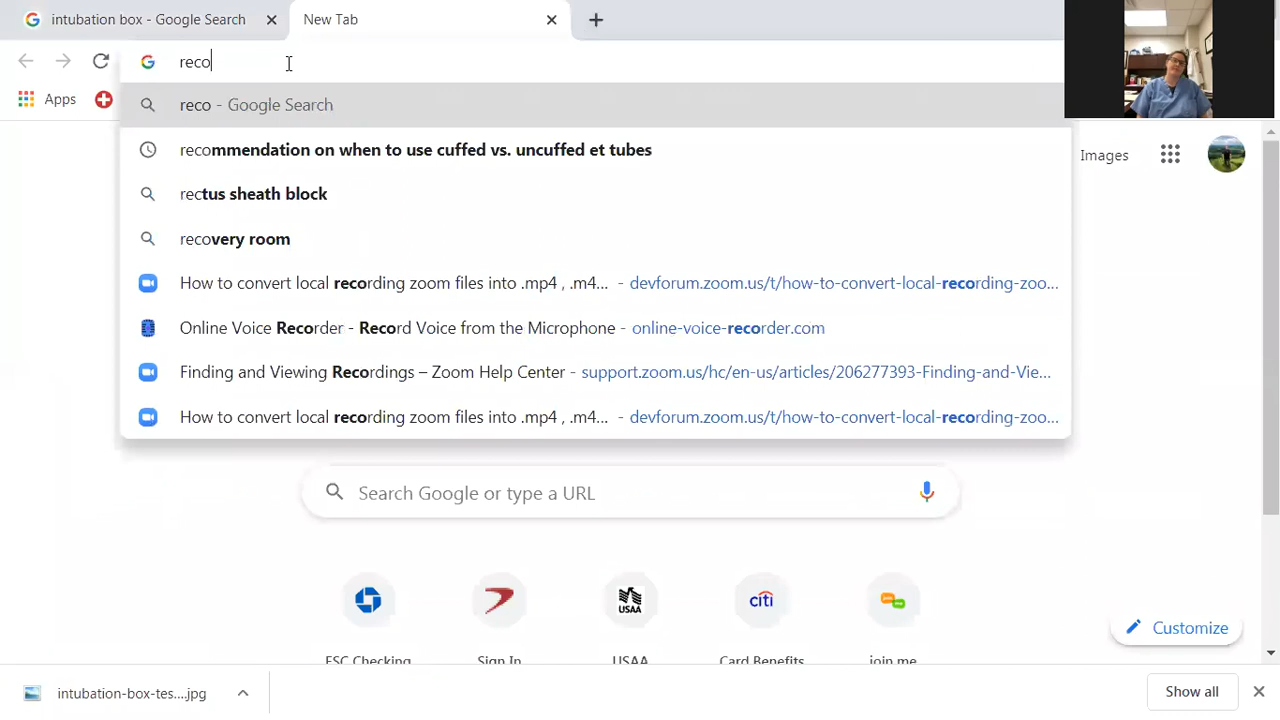 intubation box - Google Search
New Tab
reco
Apps
reco - Google Search
recommendation on when to use cuffed vs. uncuffed et tubes
rectus sheath block
recovery room
How to convert local recording zoom files into .mp4 , .m4... - devforum.zoom.us/t/how-to-convert-local-recording-zoo...
Online Voice Recorder - Record Voice from the Microphone - online-voice-recorder.com
Finding and Viewing Recordings – Zoom Help Center - support.zoom.us/hc/en-us/articles/206277393-Finding-and-Vie...
How to convert local recording zoom files into .mp4 , .m4... - devforum.zoom.us/t/how-to-convert-local-recording-zoo...
Images
Search Google or type a URL
USAA
citi
FSC Checking
Sign In
USAA
Card Benefits
join me
Customize
intubation-box-tes....jpg
Show all